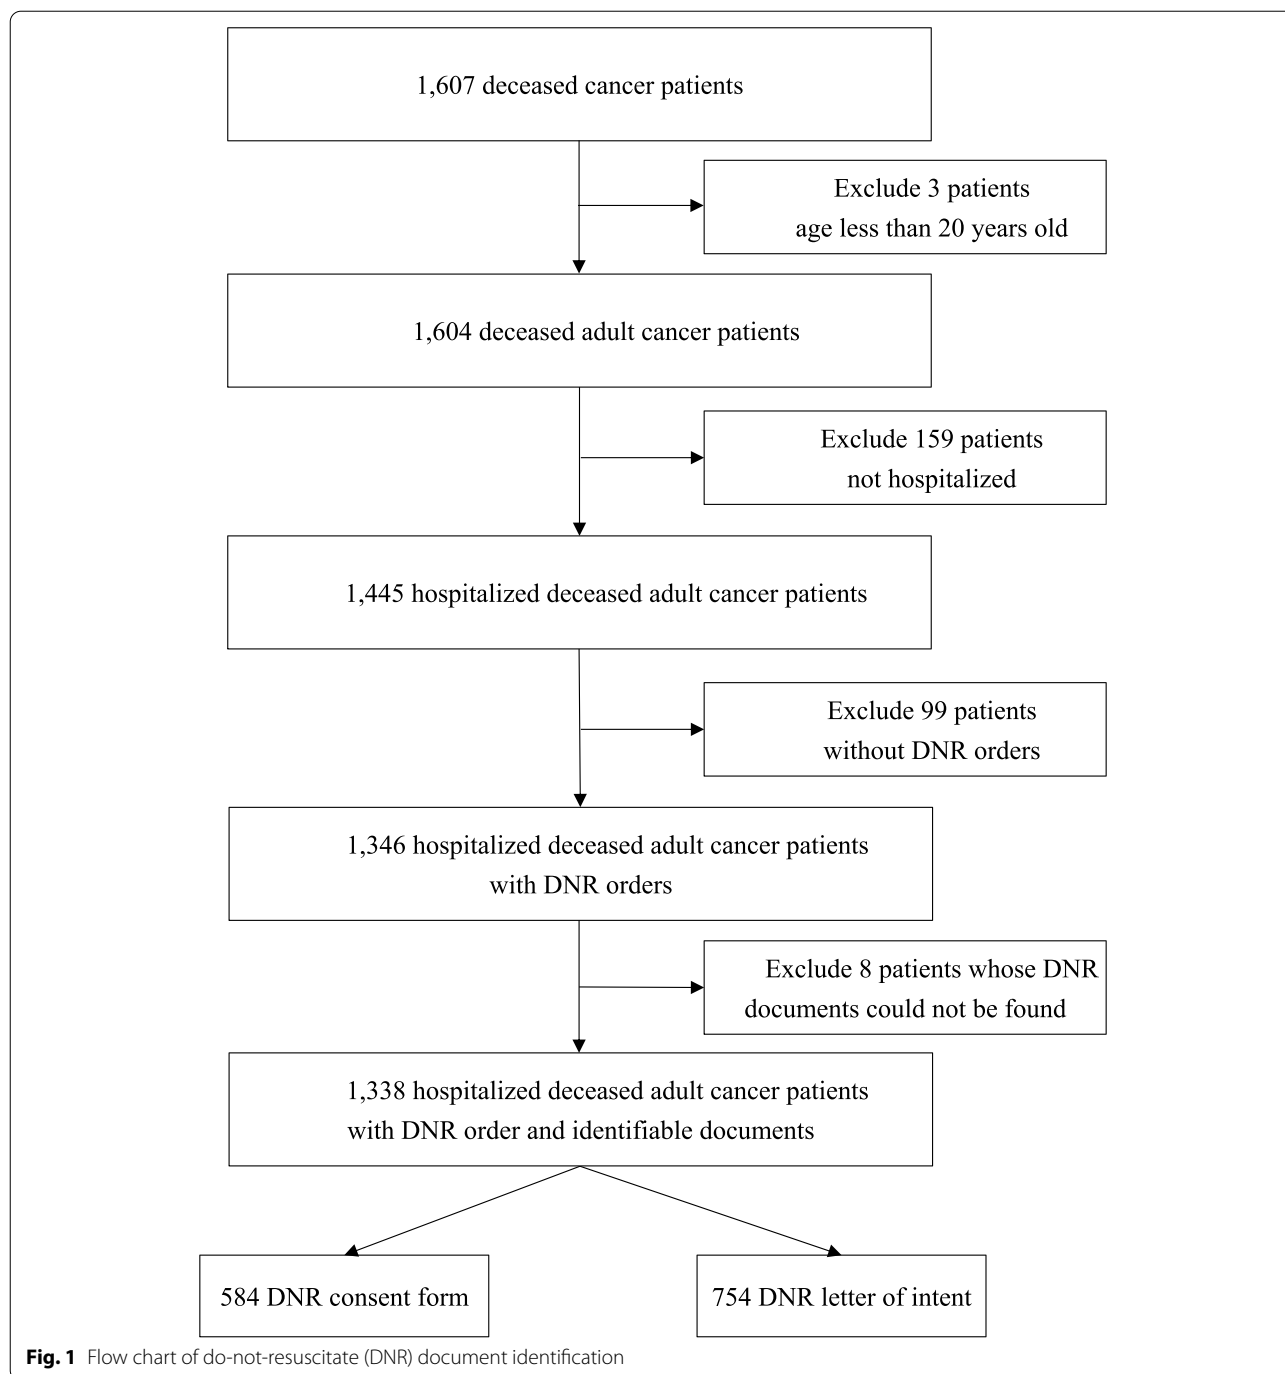 1,607 deceased cancer patients
Exclude 3 patients
age less than 20 years old
1,604 deceased adult cancer patients
Exclude 159 patients
not hospitalized
1,445 hospitalized deceased adult cancer patients
Exclude 99 patients
without DNR orders
1,346 hospitalized deceased adult cancer patients
with DNR orders
Exclude 8 patients whose DNR
documents could not be found
1,338 hospitalized deceased adult cancer patients
with DNR order and identifiable documents
584 DNR consent form
754 DNR letter of intent
Fig. 1 Flow chart of do-not-resuscitate (DNR) document identification